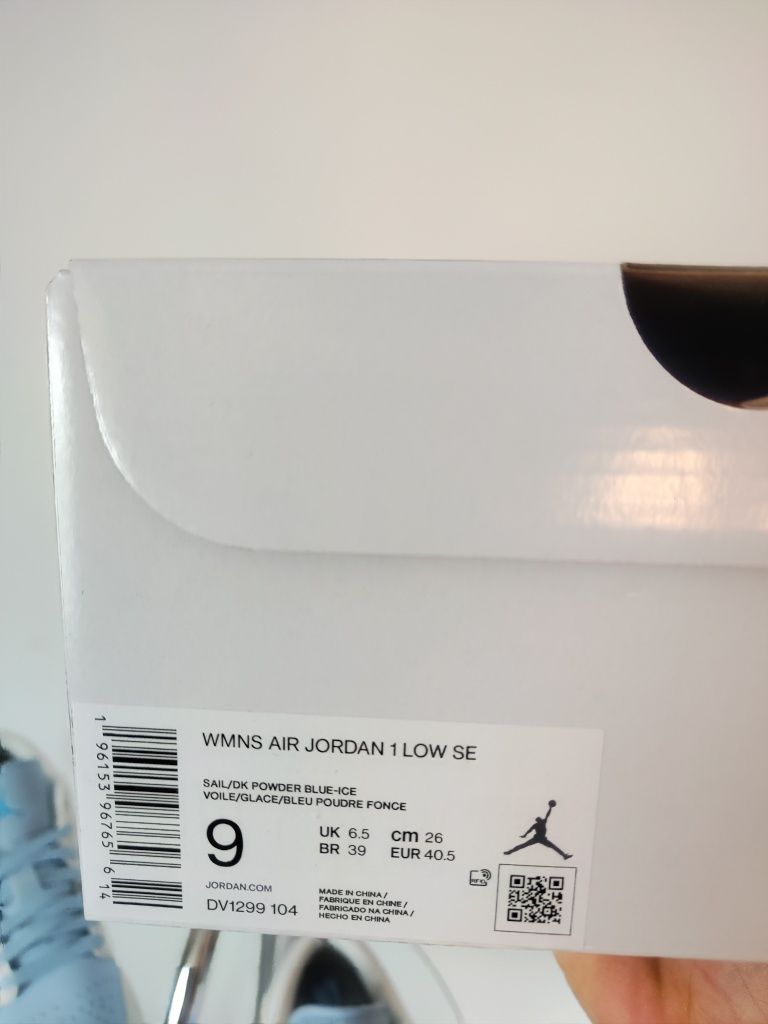 WMNS AIR JORDAN 1 LOW SE
SAIL/DK POWDER BLUE-ICE
VOILE/GLACE/BLEU POUDRE FONCE
9
UK 6.5 cm 26
BR 39 EUR 40.5
JORDAN.COM
DV1299 104
MADE IN CHINA /
FABRIQUE EN CHINE /
FABRICADO NA CHINA /
HECHO EN CHINA
RFID
1 96153 96765 6 14